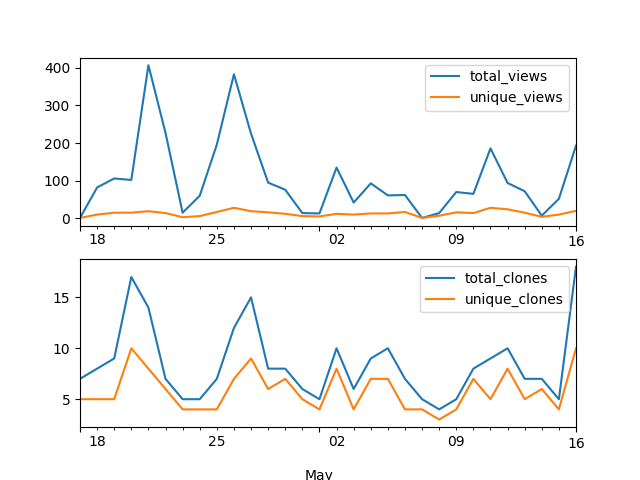 400
300
200
100
0
total_views
unique_views
18 25 02 09 16
15
10
5
total_clones
unique_clones
18 25 02 09 16
May